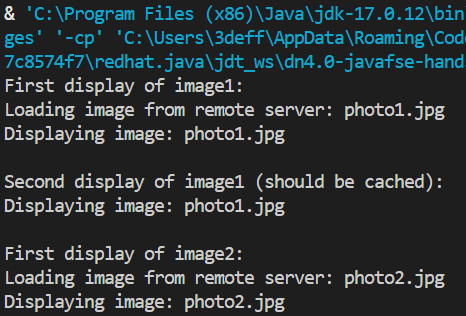 & 'C:\Program Files (x86)\Java\jdk-17.0.12\bin
ges' '-cp' 'C:\Users\3deff\AppData\Roaming\Cod
7c8574f7\redhat.java\jdt_ws\dn4.0-javafse-hand
First display of image1:
Loading image from remote server: photo1.jpg
Displaying image: photo1.jpg
Second display of image1 (should be cached):
Displaying image: photo1.jpg
First display of image2:
Loading image from remote server: photo2.jpg
Displaying image: photo2.jpg